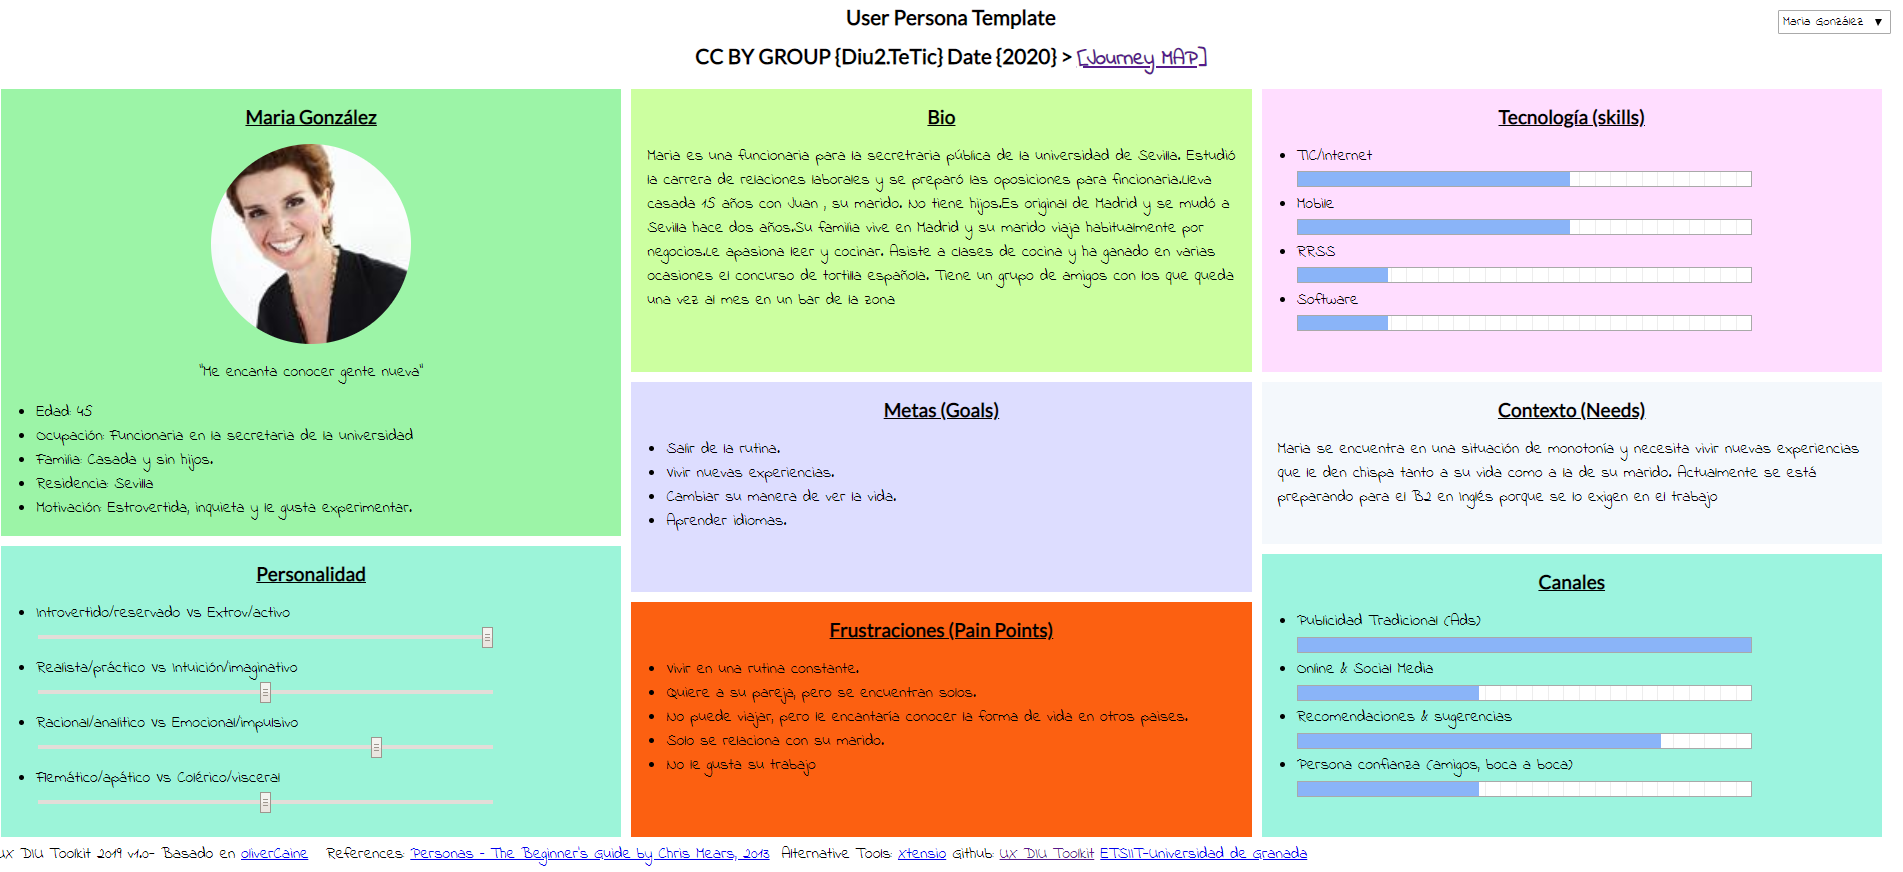 User Persona Template
Maria González ▼
CC BY GROUP {Diu2.TeTic} Date {2020} > [Journey MAP]
Maria González
"Me encanta conocer gente nueva"
Edad: 45
Ocupación: Funcionaria en la secretaria de la universidad
Familia: Casada y sin hijos.
Residencia: Sevilla
Motivación: Estrovertida, inquieta y le gusta experimentar.
Personalidad
Introvertido/reservado Vs Extrov/activo
Realista/práctico Vs Intuición/imaginativo
Racional/analítico Vs Emocional/impulsivo
Flemático/apático Vs Colérico/visceral
Bio
Maria es una funcionaria para la secretraria pública de la universidad de Sevilla. Estudió
la carrera de relaciones laborales y se preparó las oposiciones para fincionaria.Lleva
casada 15 años con Juan , su marido. No tiene hijos.Es original de Madrid y se mudó a
Sevilla hace dos años.Su familia vive en Madrid y su marido viaja habitualmente por
negocios.Le apasiona leer y cocinar. Asiste a clases de cocina y ha ganado en varias
ocasiones el concurso de tortilla española. Tiene un grupo de amigos con los que queda
una vez al mes en un bar de la zona
Metas (Goals)
Salir de la rutina.
Vivir nuevas experiencias.
Cambiar su manera de ver la vida.
Aprender idiomas.
Frustraciones (Pain Points)
Vivir en una rutina constante.
Quiere a su pareja, pero se encuentran solos.
No puede viajar, pero le encantaría conocer la forma de vida en otros paises.
Solo se relaciona con su marido.
No le gusta su trabajo
Tecnología (skills)
TIC/Internet
Mobile
RRSS
Software
Contexto (Needs)
Maria se encuentra en una situación de monotonía y necesita vivir nuevas experiencias
que le den chispa tanto a su vida como a la de su marido. Actualmente se está
preparando para el B2 en Inglés porque se lo exigen en el trabajo
Canales
Publicidad Tradicional (Ads)
Online & Social Media
Recomendaciones & sugerencias
Persona confianza (amigos, boca a boca)
UX DIU Toolkit 2019 v1.0- Basado en oliverCaine References: Personas - The Beginner's Guide by Chris Mears, 2013 Alternative Tools: Xtensio Github: UX DIU Toolkit ETSIIT-Universidad de Granada